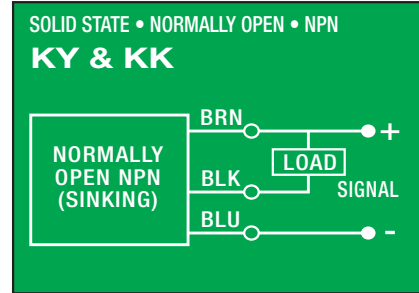 SOLID STATE • NORMALLY OPEN • NPN
KY & KK
BRN
+
NORMALLY
OPEN NPN
(SINKING)
LOAD
BLK
SIGNAL
BLU
-